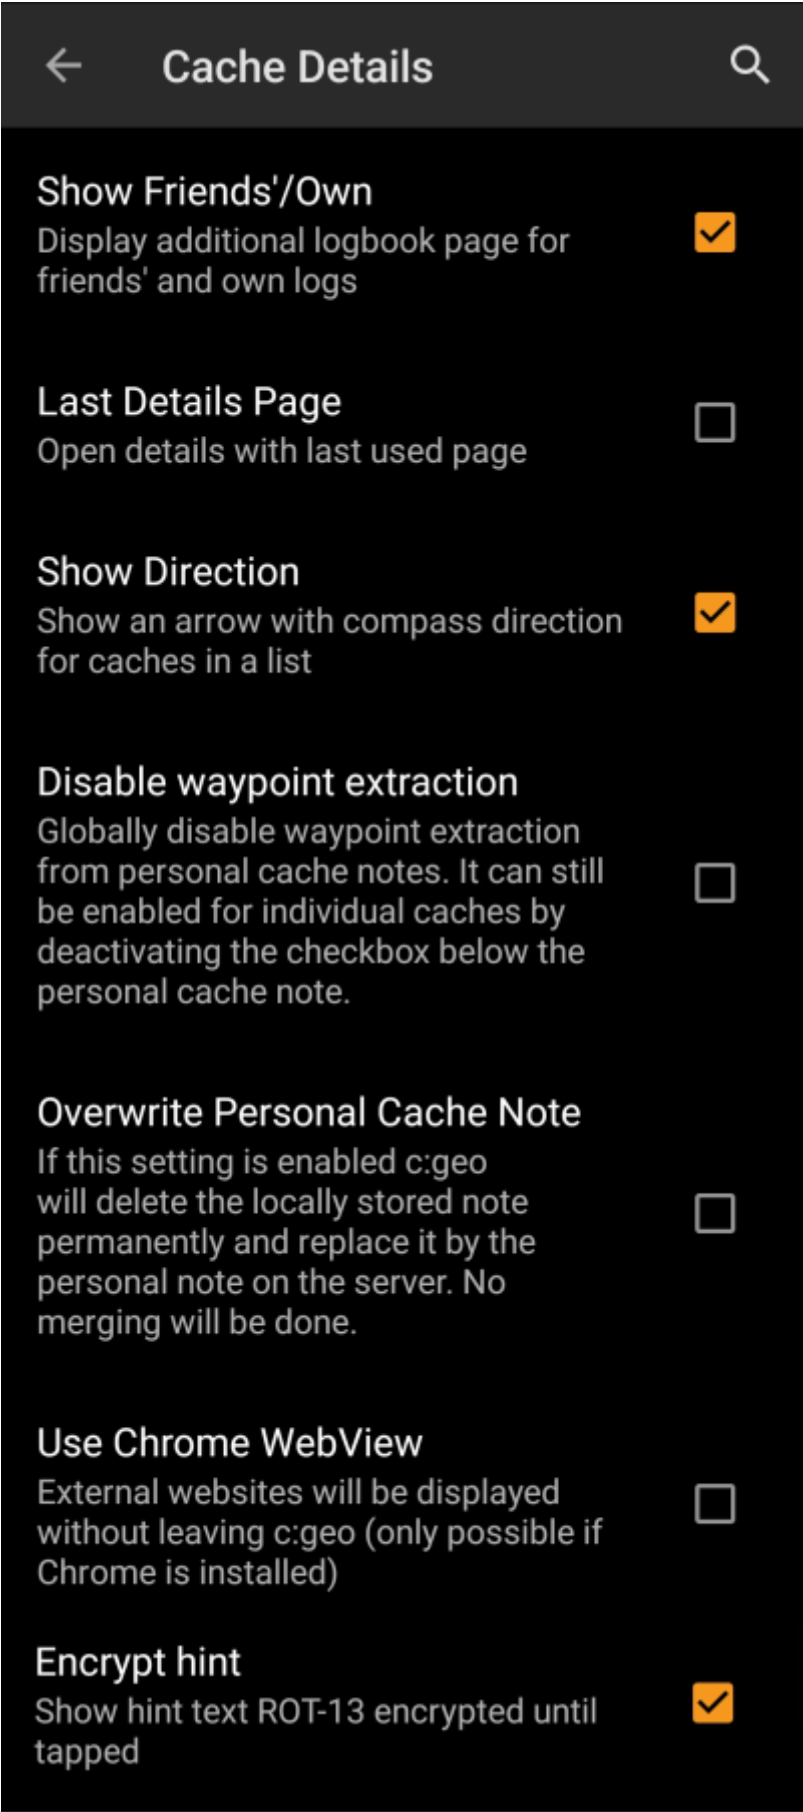 Cache Details
Show Friends'/Own
Display additional logbook page for
friends' and own logs
Last Details Page
Open details with last used page
Show Direction
Show an arrow with compass direction
for caches in a list
Disable waypoint extraction
Globally disable waypoint extraction
from personal cache notes. It can still
be enabled for individual caches by
deactivating the checkbox below the
personal cache note.
Overwrite Personal Cache Note
If this setting is enabled c:geo
will delete the locally stored note
permanently and replace it by the
personal note on the server. No
merging will be done.
Use Chrome WebView
External websites will be displayed
without leaving c:geo (only possible if
Chrome is installed)
Encrypt hint
Show hint text ROT-13 encrypted until
tapped